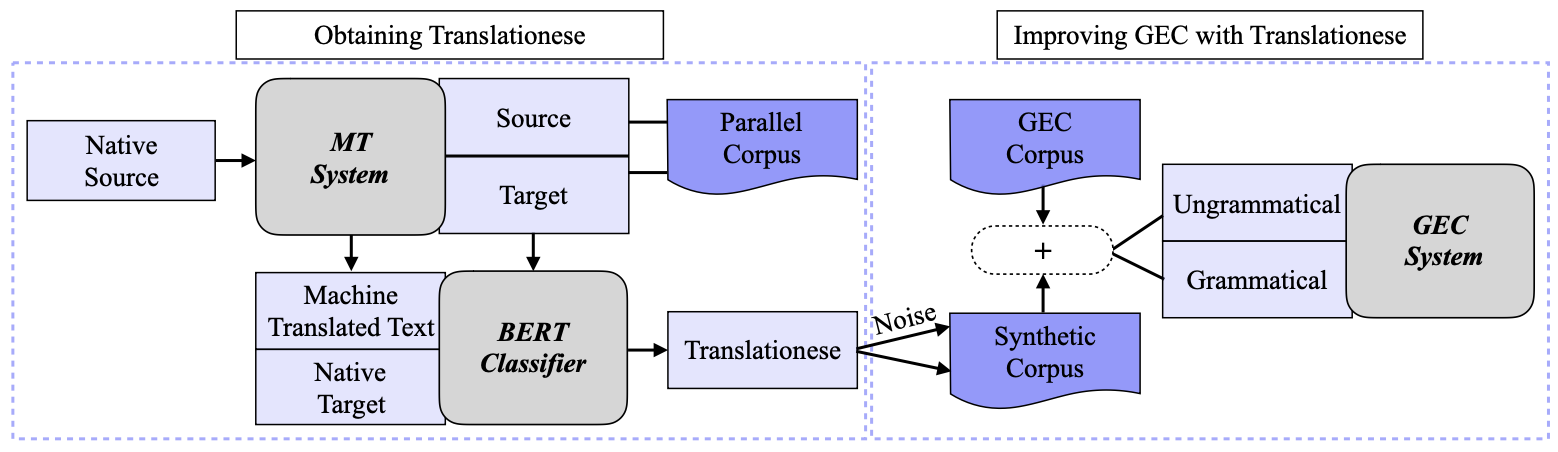 Obtaining Translationese
Improving GEC with Translationese
Native
Source
MT
System
Source
Target
Parallel
Corpus
Machine
Translated Text
Native
Target
BERT
Classifier
Translationese
Noise
GEC
Corpus
+
Synthetic
Corpus
Ungrammatical
Grammatical
GEC
System